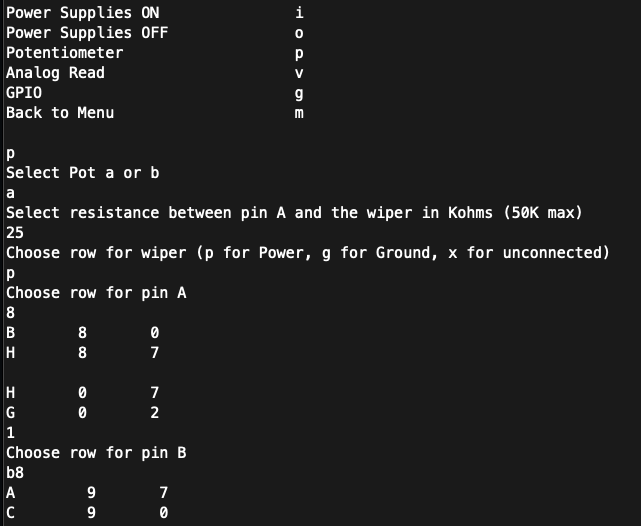 Power Supplies ON i
Power Supplies OFF o
Potentiometer p
Analog Read v
GPIO g
Back to Menu m
p
Select Pot a or b
a
Select resistance between pin A and the wiper in Kohms (50K max)
25
Choose row for wiper (p for Power, g for Ground, x for unconnected)
p
Choose row for pin A
8
B 8 0
H 8 7
H 0 7
G 0 2
1
Choose row for pin B
b8
A 9 7
C 9 0